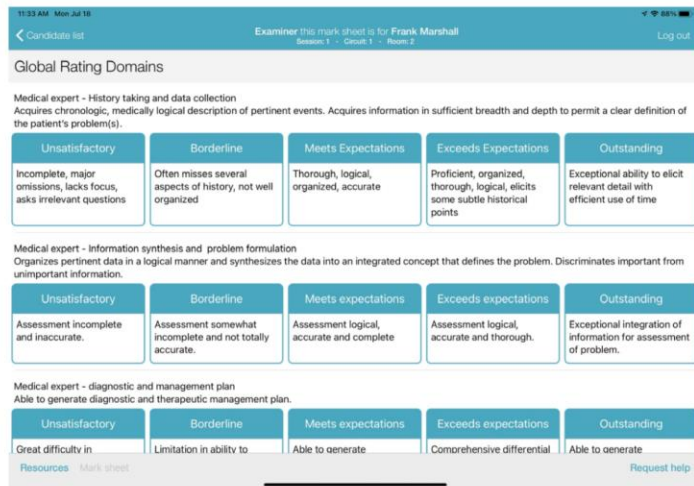 11:33 AM Mon Jul 16
88%
Candidate list
Examiner this mark sheet is for Frank Marshall
Log out
Session: 1 - Circuit: 1 - Room: 2
Global Rating Domains
Medical expert - History taking and data collection
Acquires chronologic, medically logical description of pertinent events. Acquires information in sufficient breadth and depth to permit a clear definition of
the patient's problem(s).
Unsatisfactory
Incomplete, major
omissions, lacks focus,
asks irrelevant questions
Borderline
Often misses several
aspects of history, not well
organized
Meets Expectations
Thorough, logical,
organized, accurate
Exceeds Expectations
Proficient, organized,
thorough, logical, elicits
some subtle historical
points
Outstanding
Exceptional ability to elicit
relevant detail with
efficient use of time
Medical expert - Information synthesis and problem formulation
Organizes pertinent data in a logical manner and synthesizes the data into an integrated concept that defines the problem. Discriminates important from
unimportant information.
Unsatisfactory
Assessment incomplete
and inaccurate.
Borderline
Assessment somewhat
incomplete and not totally
accurate.
Meets expectations
Assessment logical,
accurate and complete
Exceeds expectations
Assessment logical,
accurate and thorough.
Outstanding
Exceptional integration of
information for assessment
of problem.
Medical expert - diagnostic and management plan
Able to generate diagnostic and therapeutic management plan.
Unsatisfactory
Great difficulty in
Borderline
Limitation in ability to
Meets expectations
Able to generate
Exceeds expectations
Comprehensive differential
Outstanding
Able to generate
Resources
Mark sheet
Request help